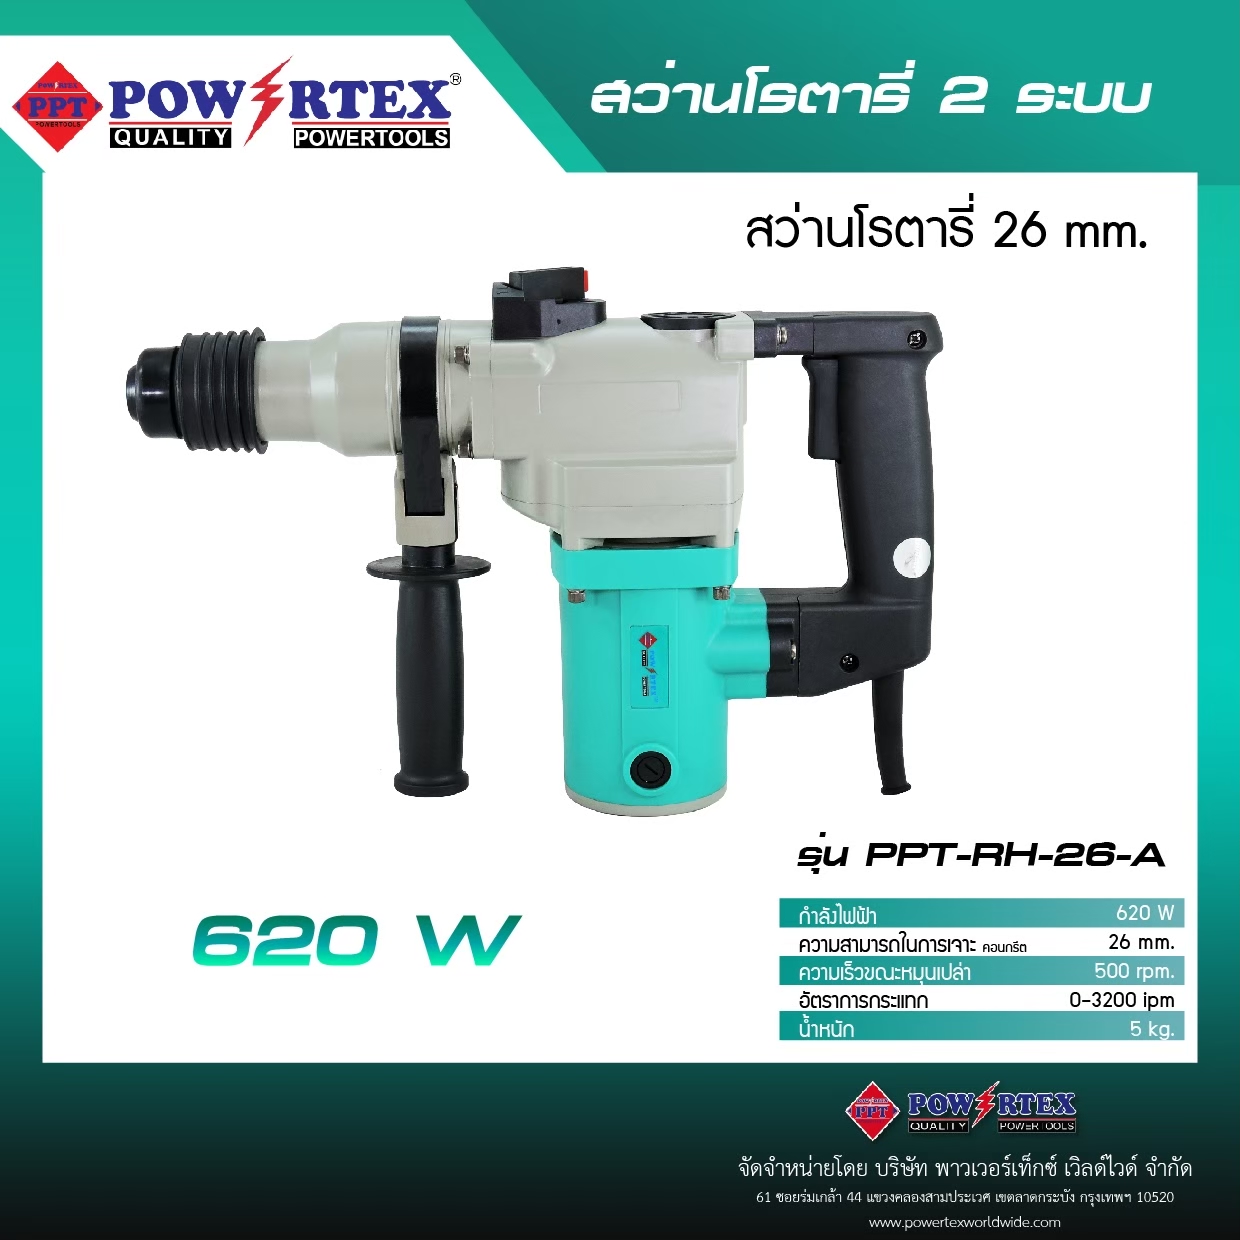 POWERTEX®
PPT
POWERTEX
POWERTOOLS
QUALITY POWERTOOLS
สว่านโรตารี่ 2 ระบบ
สว่านโรตารี่ 26 mm.
POWERTEX
620 W
รุ่น PPT-RH-26-A
กำลังไฟฟ้า 620 W
ความสามารถในการเจาะ คอนกรีต 26 mm.
ความเร็วขณะหมุนเปล่า 500 rpm.
อัตราการกระแทก 0-3200 ipm
น้ำหนัก 5 kg.
PPT POWERTEX
QUALITY POWERTOOLS
จัดจำหน่ายโดย บริษัท พาวเวอร์เท็กซ์ เวิลด์ไวด์ จำกัด
61 ซอยร่มเกล้า 44 แขวงคลองสามประเวศ เขตลาดกระบัง กรุงเทพฯ 10520
www.powertexworldwide.com